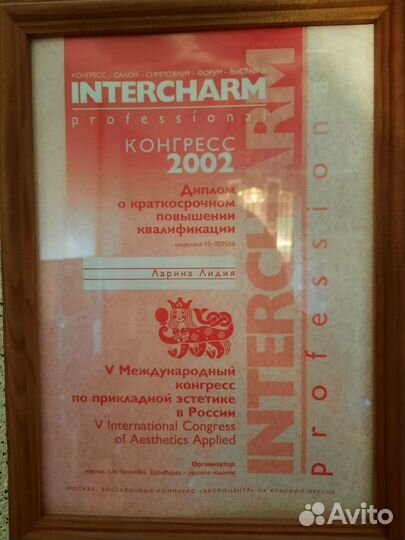 КОНГРЕСС - САЛОН - СИМПОЗИУМ - ФОРУМ - ВЫСТАВКА
INTERCHARM
professional
КОНГРЕСС
2002
Диплом
о краткосрочном
повышении
квалификации
лицензия № 009566
Ларина Лидия
V Международный
конгресс
по прикладной эстетике
в России
V International Congress
of Aesthetics Applied
Организатор:
журнал Les Nouvelles Esthetiques – русское издание
МОСКВА, ВЫСТАВОЧНЫЙ КОМПЛЕКС «ЭКСПОЦЕНТР» НА КРАСНОЙ ПРЕСНЕ
INTERCHARM
professional
Avito